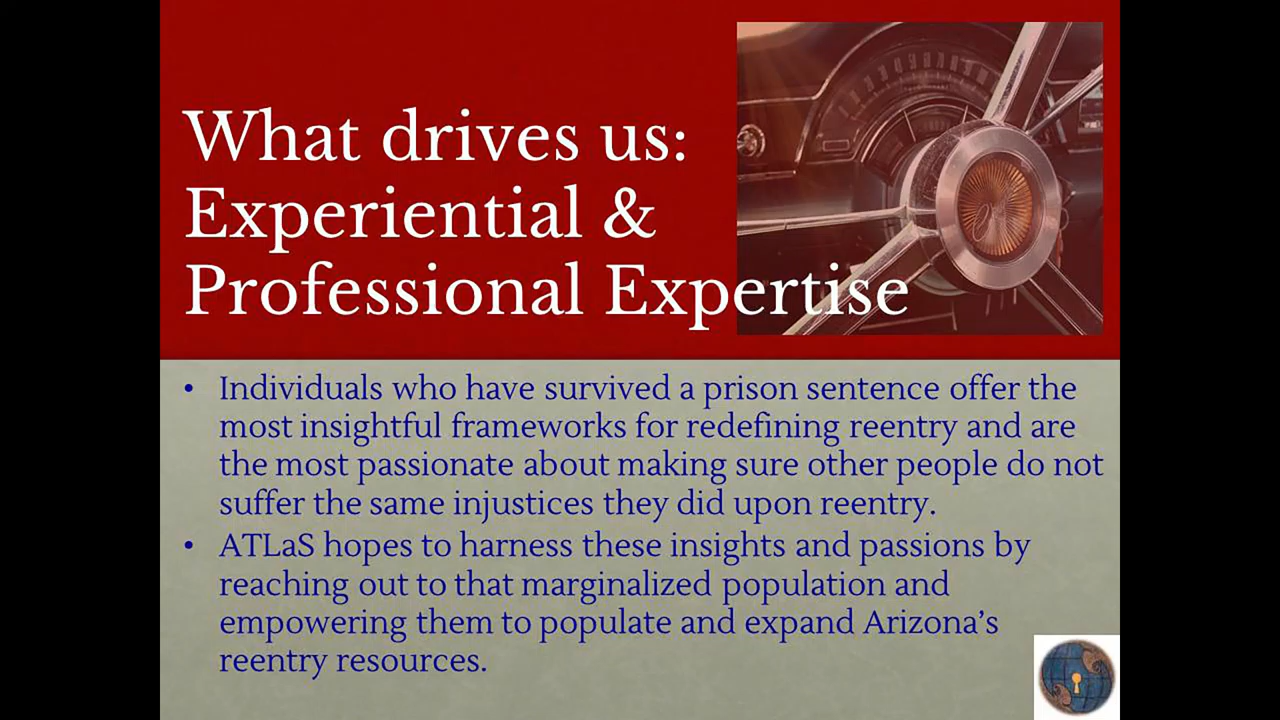 What drives us:
Experiential &
Professional Expertise
• Individuals who have survived a prison sentence offer the
most insightful frameworks for redefining reentry and are
the most passionate about making sure other people do not
suffer the same injustices they did upon reentry.
• ATLaS hopes to harness these insights and passions by
reaching out to that marginalized population and
empowering them to populate and expand Arizona’s
reentry resources.